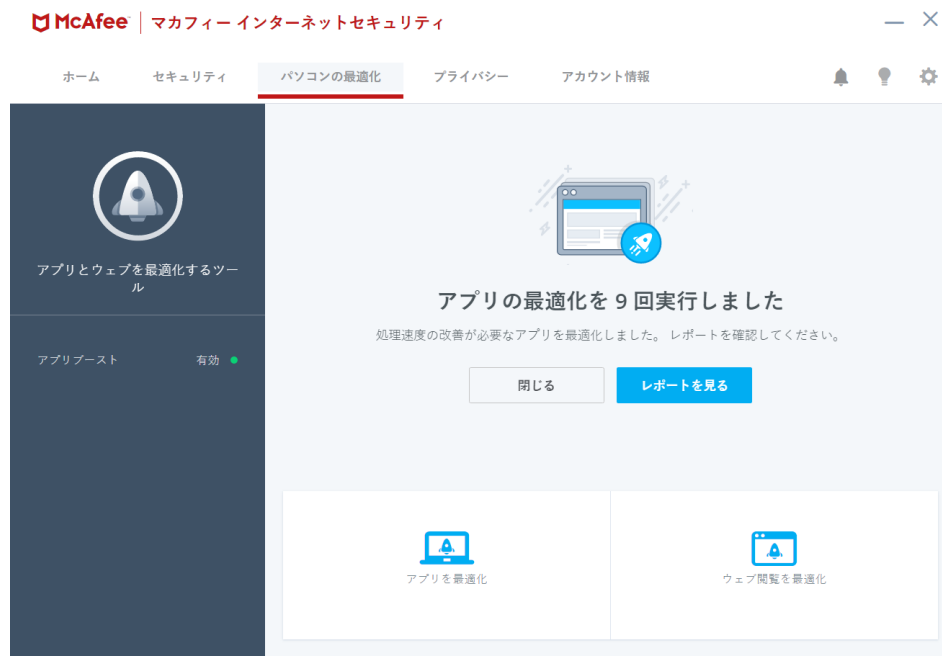 McAfee マカフィー インターネットセキュリティ
ホーム セキュリティ パソコンの最適化 プライバシー アカウント情報
アプリとウェブを最適化するツー
ル
アプリブースト 有効
アプリの最適化を 9 回実行しました
処理速度の改善が必要なアプリを最適化しました。 レポートを確認してください。
閉じる レポートを見る
アプリを最適化 ウェブ閲覧を最適化